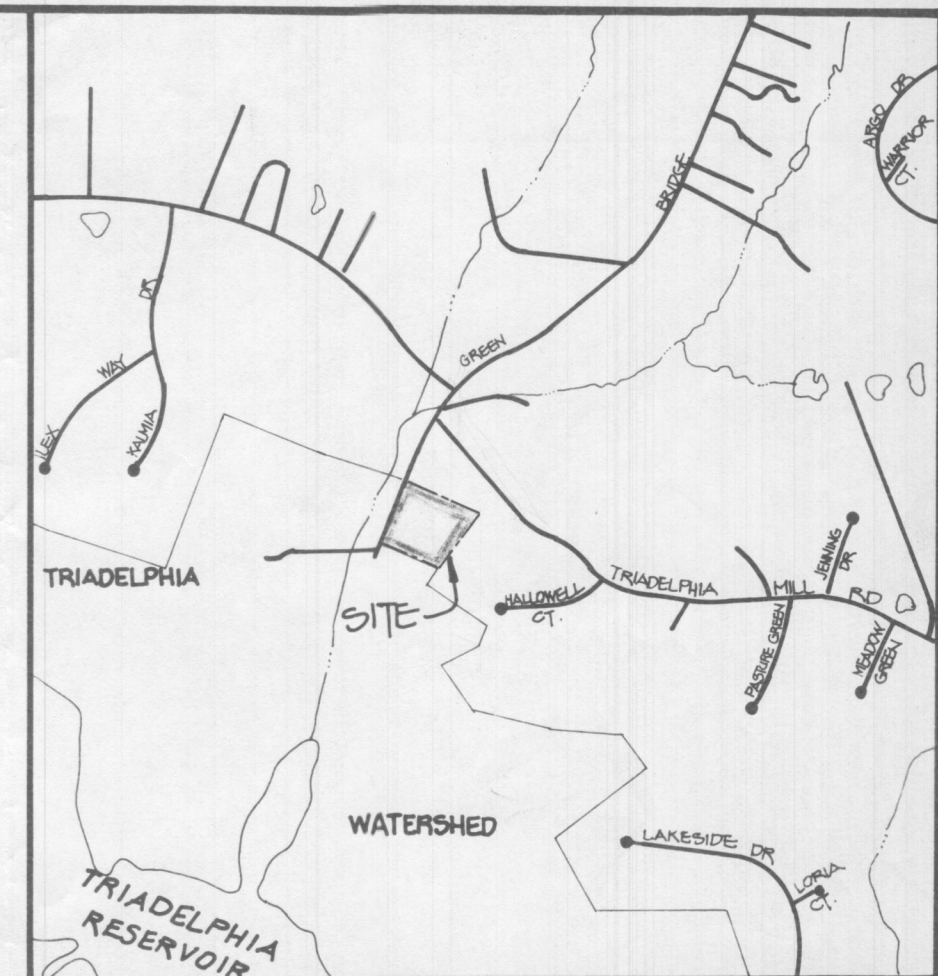 ARGO DR
WARRIOR
CT.
BRIDGE
GREEN
DR
WAY
ILEX
KALMIA
TRIADELPHIA
SITE
HALLOWELL
CT.
TRIADELPHIA MILL RD
JENNING
DR
PASTURE GREEN
MEADOW
GREEN
WATERSHED
LAKESIDE DR
LORIA
CT.
TRIADELPHIA
RESERVOIR